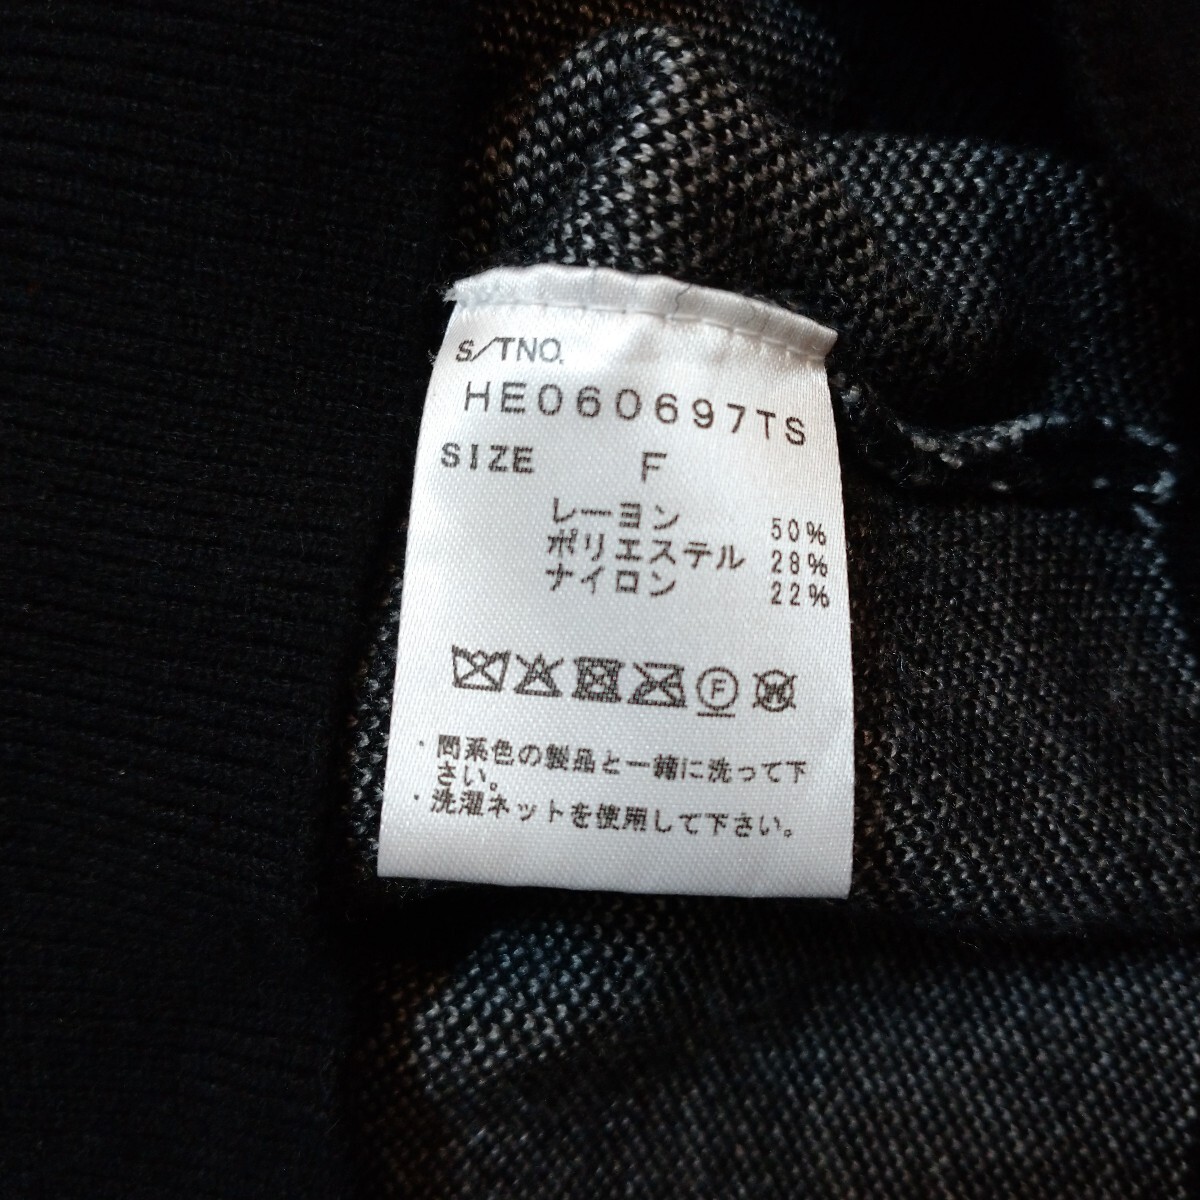 S/TNO.
HE060697TS
SIZE F
レーヨン 50%
ポリエステル 28%
ナイロン 22%
F W
・同系色の製品と一緒に洗って下
さい。
・洗濯ネットを使用して下さい。